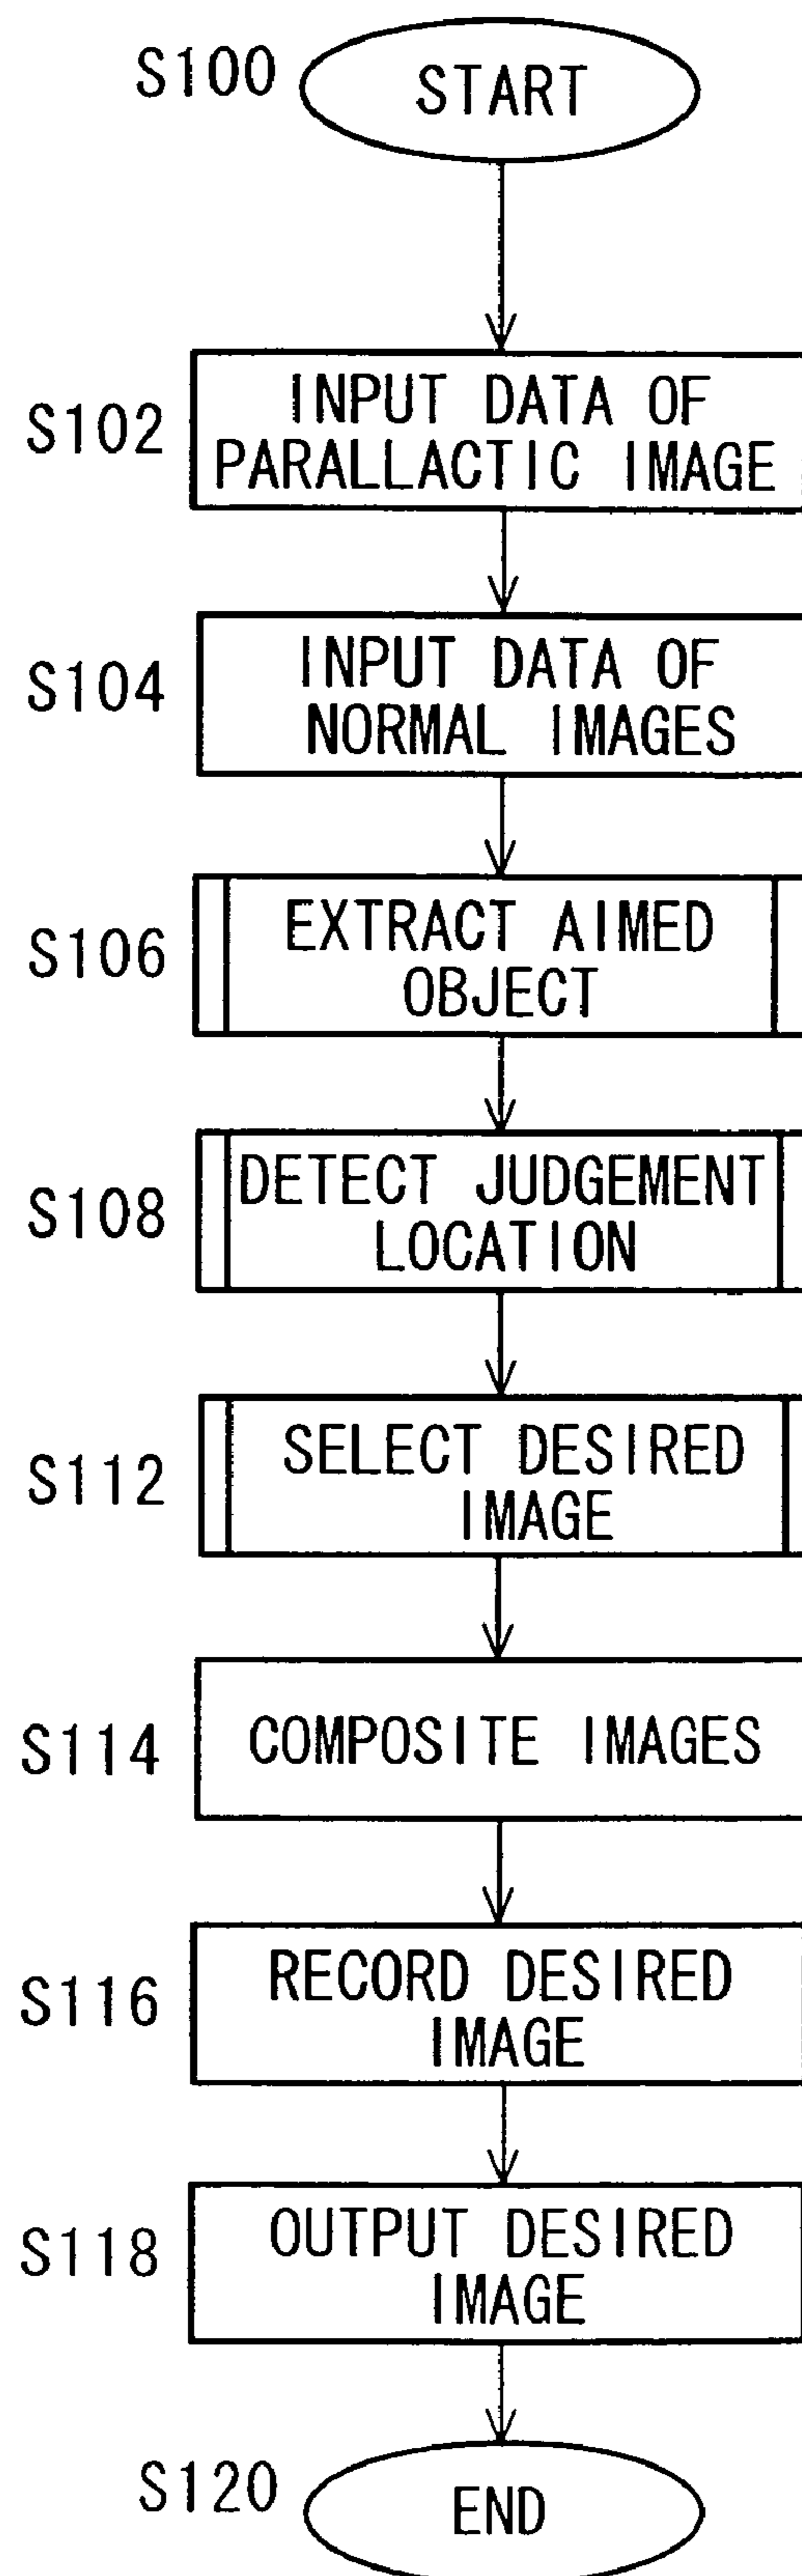 S100
START
S102
INPUT DATA OF
PARALLACTIC IMAGE
S104
INPUT DATA OF
NORMAL IMAGES
S106
EXTRACT AIMED
OBJECT
S108
DETECT JUDGEMENT
LOCATION
S112
SELECT DESIRED
IMAGE
S114
COMPOSITE IMAGES
S116
RECORD DESIRED
IMAGE
S118
OUTPUT DESIRED
IMAGE
S120
END